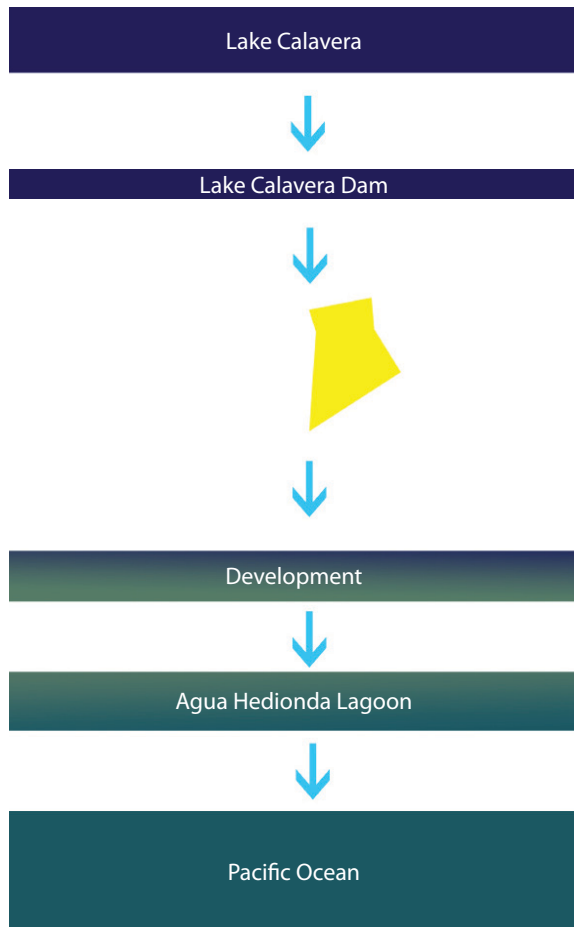 Lake Calavera
Lake Calavera Dam
Development
Agua Hedionda Lagoon
Pacific Ocean